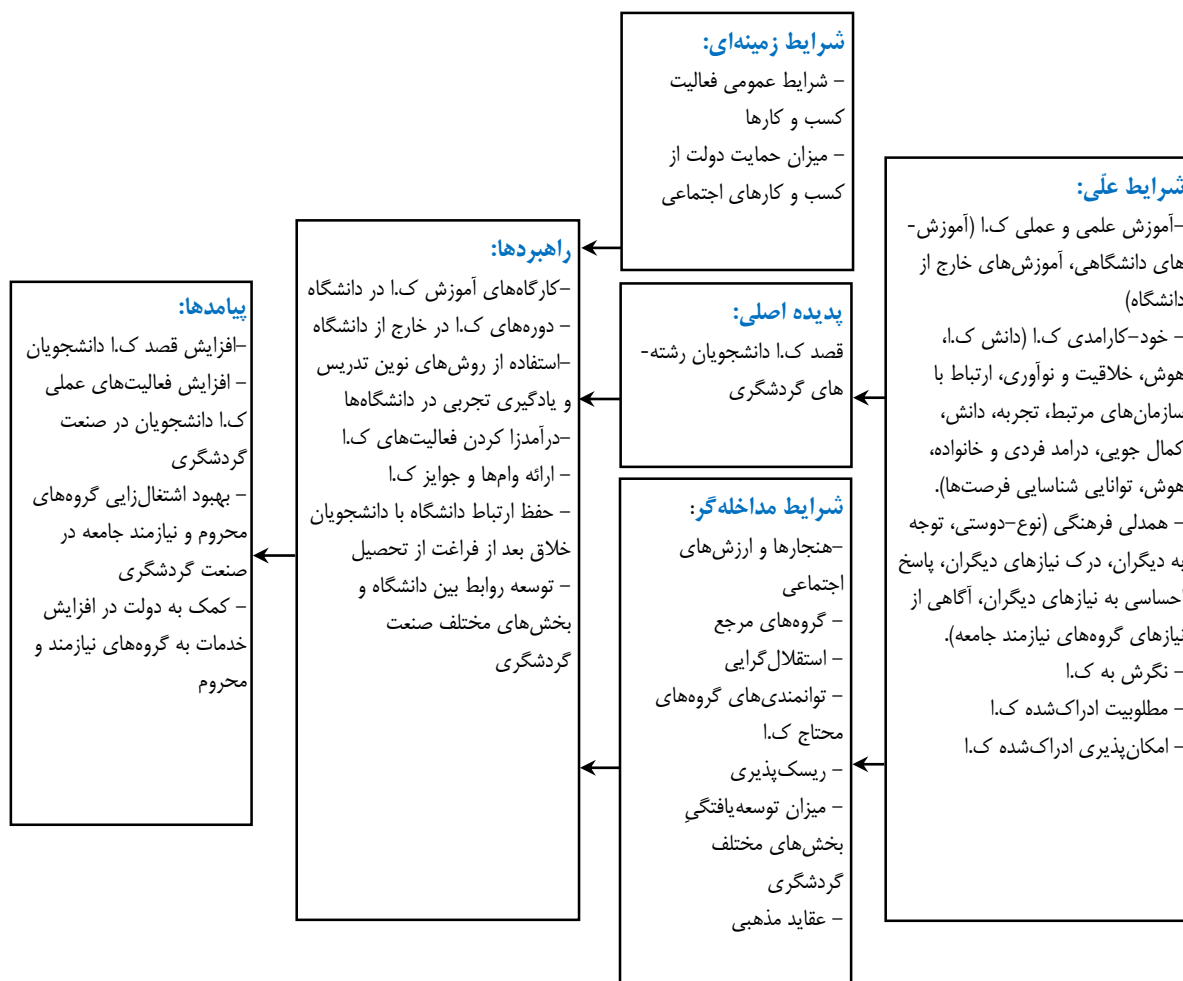 شرایط زمینه‌ای:
– شرایط عمومی فعالیت
کسب و کارها
– میزان حمایت دولت از
کسب و کارهای اجتماعی
شرایط علّی:
–آموزش علمی و عملی ک.ا (آموزش-
های دانشگاهی، آموزش‌های خارج از
دانشگاه)
– خود–کارامدی ک.ا (دانش ک.ا،
هوش، خلاقیت و نوآوری، ارتباط با
سازمان‌های مرتبط، تجربه، دانش،
کمال جویی، درامد فردی و خانواده،
هوش، توانایی شناسایی فرصت‌ها).
– همدلی فرهنگی (نوع–دوستی، توجه
به دیگران، درک نیازهای دیگران، پاسخ
احساسی به نیازهای دیگران، آگاهی از
نیازهای گروه‌های نیازمند جامعه).
– نگرش به ک.ا
– مطلوبیت ادراک‌شده ک.ا
– امکان‌پذیری ادراک‌شده ک.ا
پدیده اصلی:
قصد ک.ا دانشجویان رشته-
های گردشگری
شرایط مداخله‌گر:
–هنجارها و ارزش‌های
اجتماعی
– گروه‌های مرجع
– استقلال‌گرایی
– توانمندی‌های گروه‌های
محتاج ک.ا
– ریسک‌پذیری
– میزان توسعه‌یافتگیِ
بخش‌های مختلف
گردشگری
– عقاید مذهبی
راهبردها:
–کارگاه‌های آموزش ک.ا در دانشگاه
– دوره‌های ک.ا در خارج از دانشگاه
–استفاده از روش‌های نوین تدریس
و یادگیری تجربی در دانشگاه‌ها
–درآمدزا کردن فعالیت‌های ک.ا
– ارائه وام‌ها و جوایز ک.ا
– حفظ ارتباط دانشگاه با دانشجویان
خلاق بعد از فراغت از تحصیل
– توسعه روابط بین دانشگاه و
بخش‌های مختلف صنعت
گردشگری
پیامدها:
–افزایش قصد ک.ا دانشجویان
– افزایش فعالیت‌های عملی
ک.ا دانشجویان در صنعت
گردشگری
– بهبود اشتغال‌زایی گروه‌های
محروم و نیازمند جامعه در
صنعت گردشگری
– کمک به دولت در افزایش
خدمات به گروه‌های نیازمند و
محروم